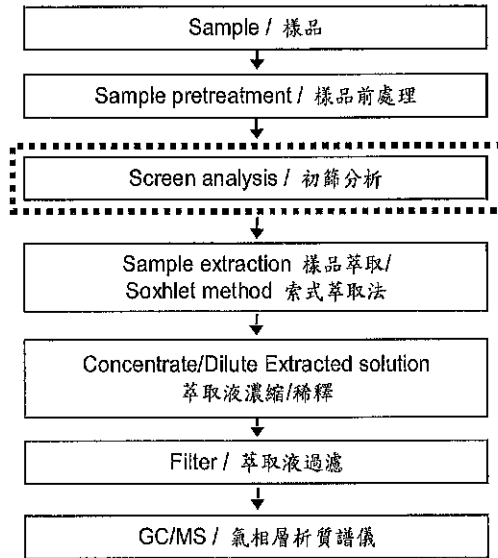 Sample / 樣品
Sample pretreatment / 樣品前處理
Screen analysis / 初篩分析
Sample extraction 樣品萃取/
Soxhlet method 索式萃取法
Concentrate/Dilute Extracted solution
萃取液濃縮/稀釋
Filter / 萃取液過濾
GC/MS / 氣相層析質譜儀